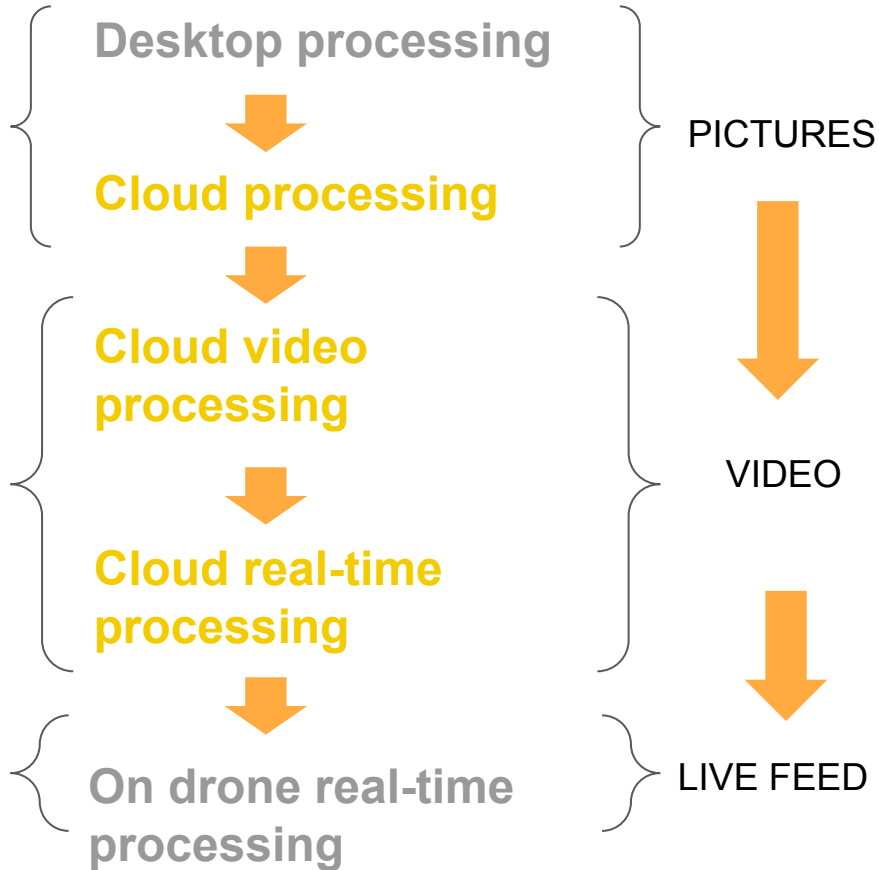 Desktop processing
PICTURES
Cloud processing
Cloud video
processing
VIDEO
Cloud real-time
processing
On drone real-time
processing
LIVE FEED